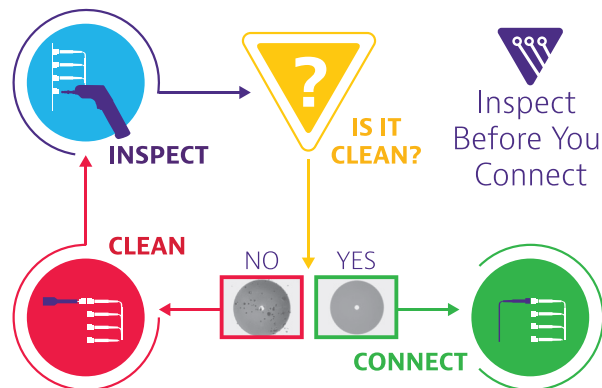 ?
INSPECT
IS IT
CLEAN?
Inspect
Before You
Connect
CLEAN
NO
YES
CONNECT